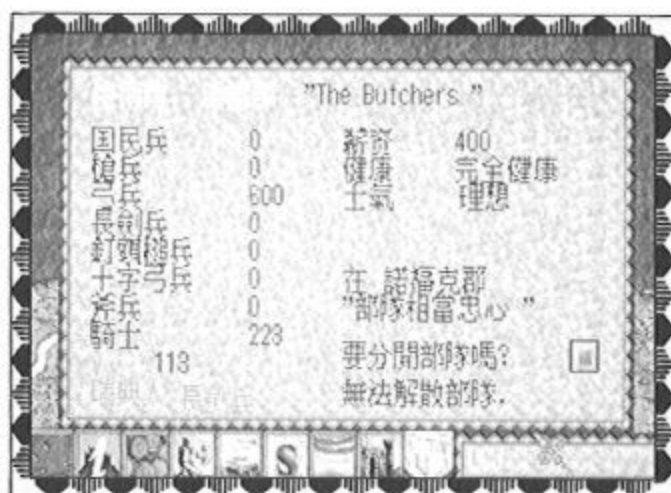 "The Butchers "
国民兵 0 薪資 400
槍兵 0 健康 完全健康
弓兵 600 士氣 理想
長劍兵 0
釘頭鎚兵 0
十字弓兵 0 在 諾福克郡
斧兵 0 "部隊相當忠心 "
騎士 223
113 要分開部隊嗎?
無法解散部隊.
S